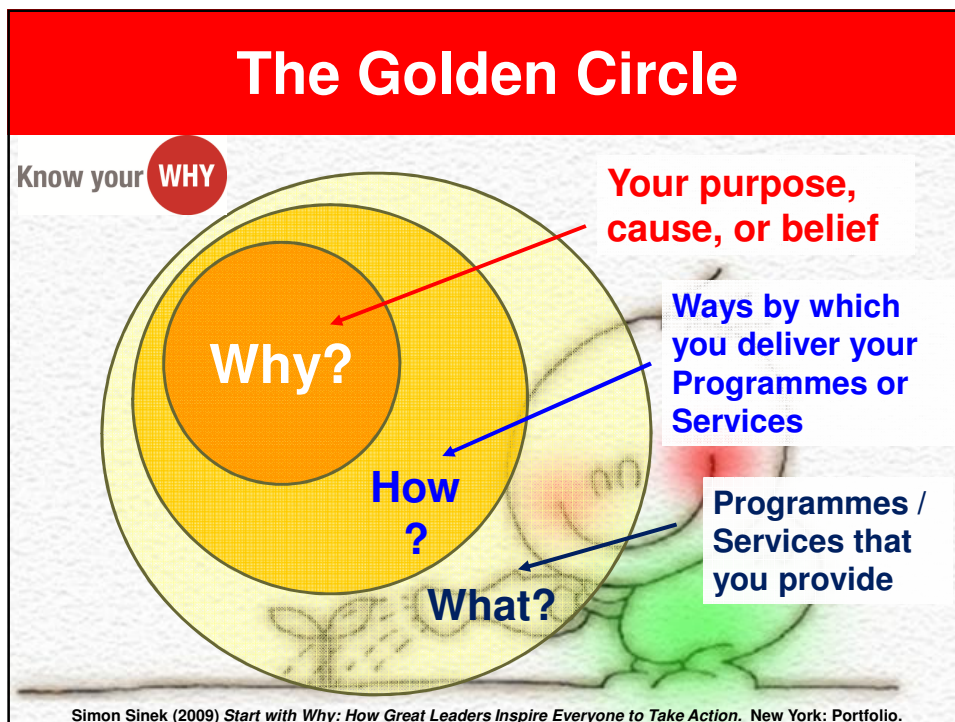 The Golden Circle
Know your WHY
Your purpose,
cause, or belief
Ways by which
you deliver your
Programmes or
Services
Why?
How
?
Programmes /
Services that
you provide
What?
Simon Sinek (2009) Start with Why: How Great Leaders Inspire Everyone to Take Action. New York: Portfolio.